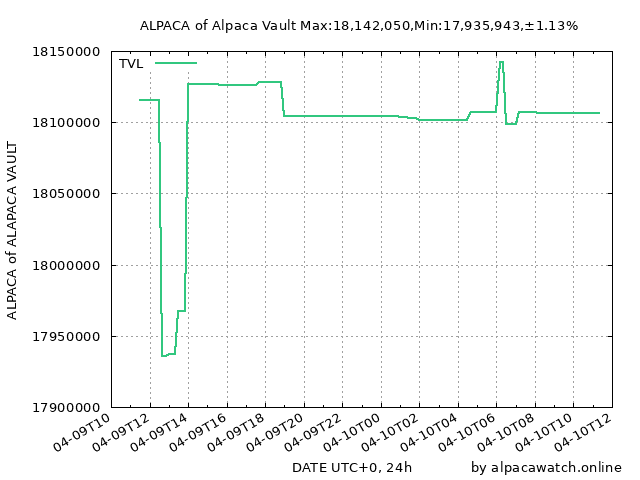 ALPACA of Alpaca Vault Max:18,142,050,Min:17,935,943,±1.13%
TVL
18150000
18100000
18050000
18000000
17950000
17900000
ALPACA of ALAPACA VAULT
04-09T10
04-09T12
04-09T14
04-09T16
04-09T18
04-09T20
04-09T22
04-10T00
04-10T02
04-10T04
04-10T06
04-10T08
04-10T10
04-10T12
DATE UTC+0, 24h
by alpacawatch.online